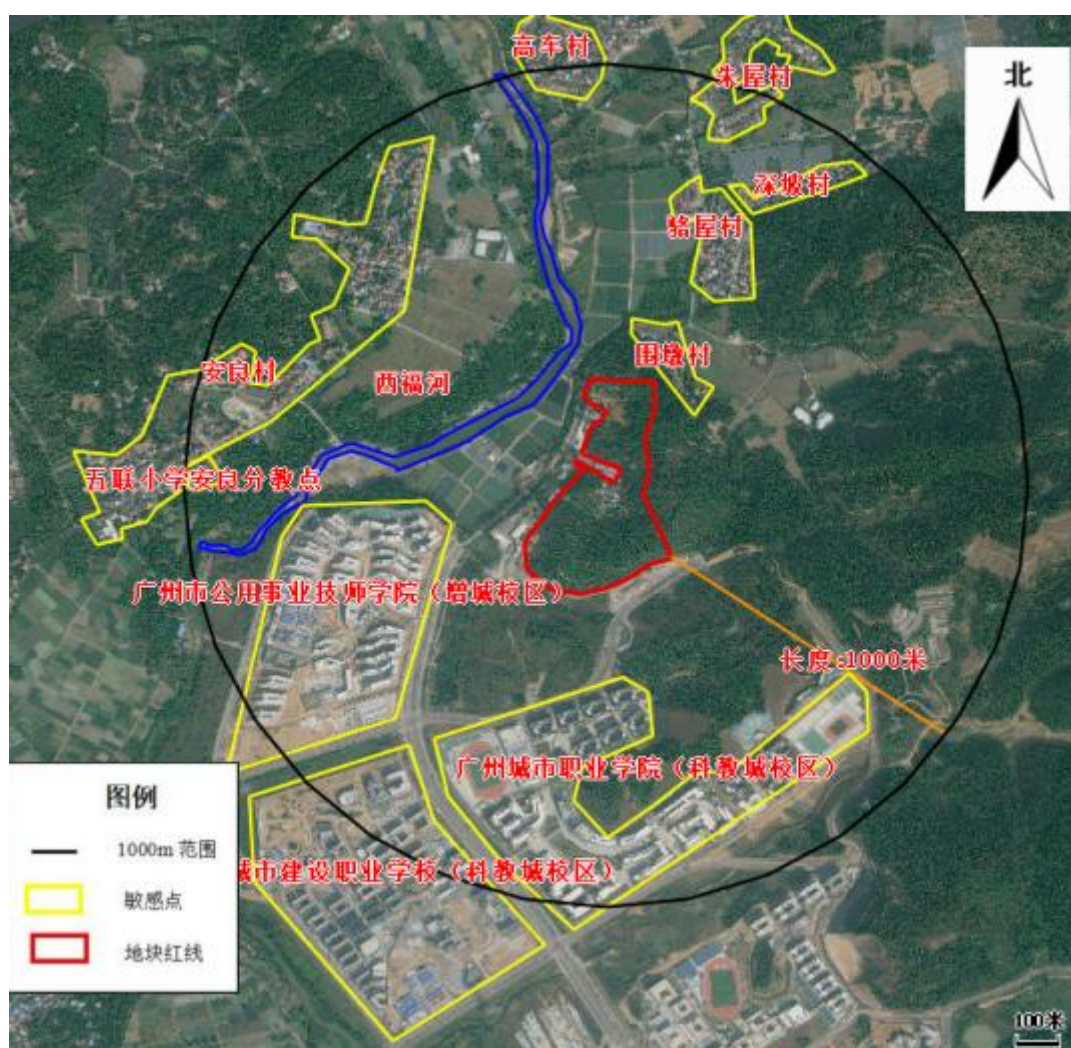 高车村
朱屋村
北
深坡村
骆屋村
围墩村
安良村
西福河
五联小学安良分教点
广州市公用事业技师学院（增城校区）
长度:1000米
广州城市职业学院（科教城校区）
城市建设职业学校（科教城校区）
图例
1000m 范围
敏感点
地块红线
100米